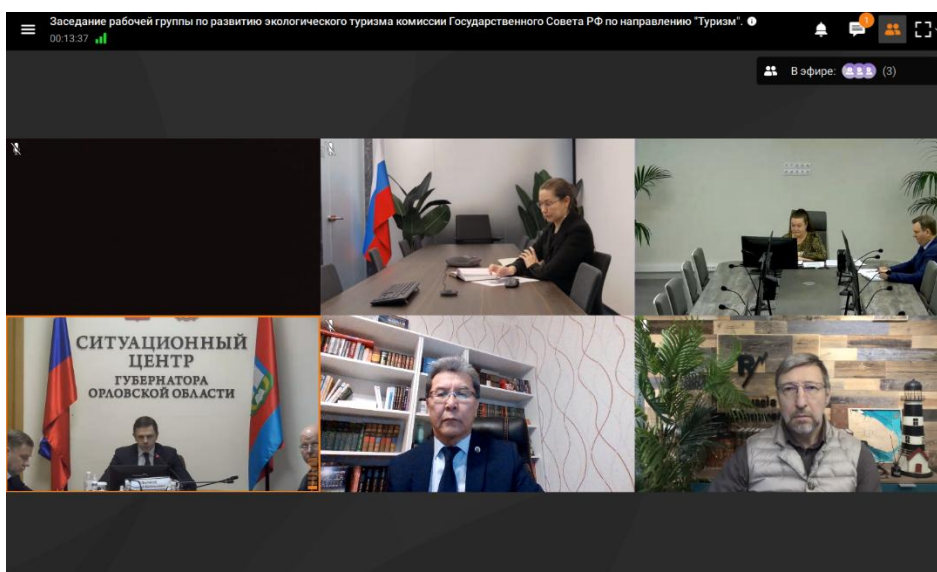 Заседание рабочей группы по развитию экологического туризма комиссии Государственного Совета РФ по направлению "Туризм".
00:13:37
1
В эфире: (3)
СИТУАЦИОННЫЙ
ЦЕНТР
ГУБЕРНАТОРА
ОРЛОВСКОЙ ОБЛАСТИ